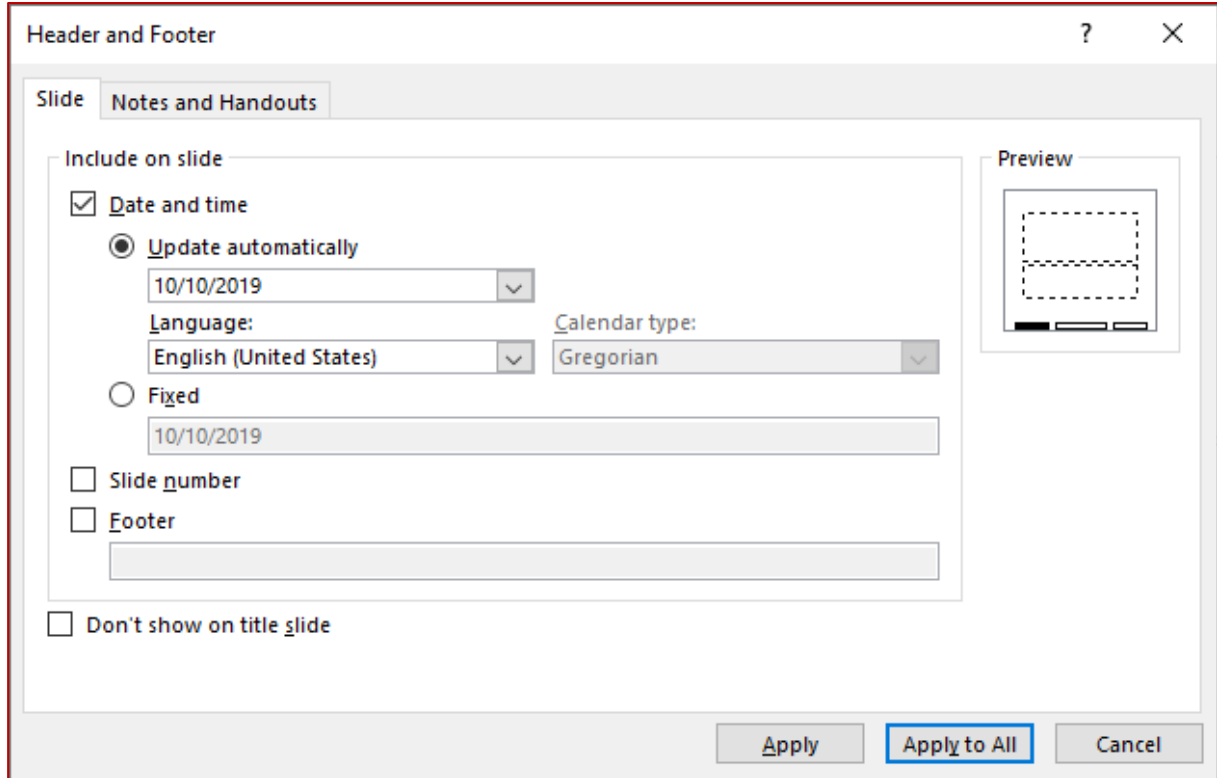 Header and Footer ?
Slide Notes and Handouts
Include on slide Preview
Date and time
Update automatically
10/10/2019
Language: Calendar type:
English (United States) Gregorian
Fixed
10/10/2019
Slide number
Footer
Don't show on title slide
Apply Apply to All Cancel